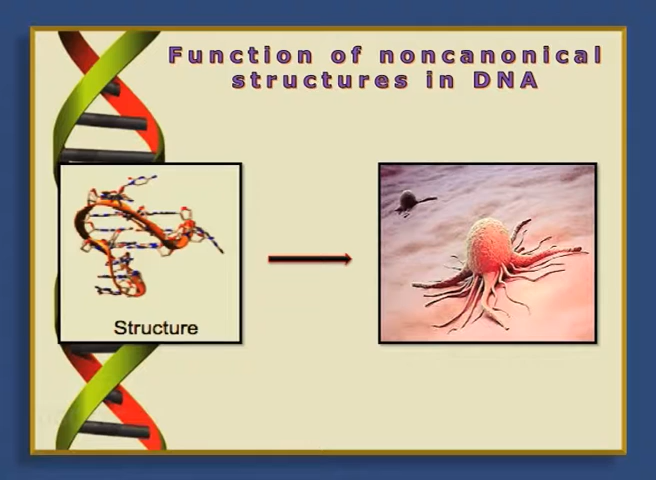 Function of noncanonical
structures in DNA
Structure